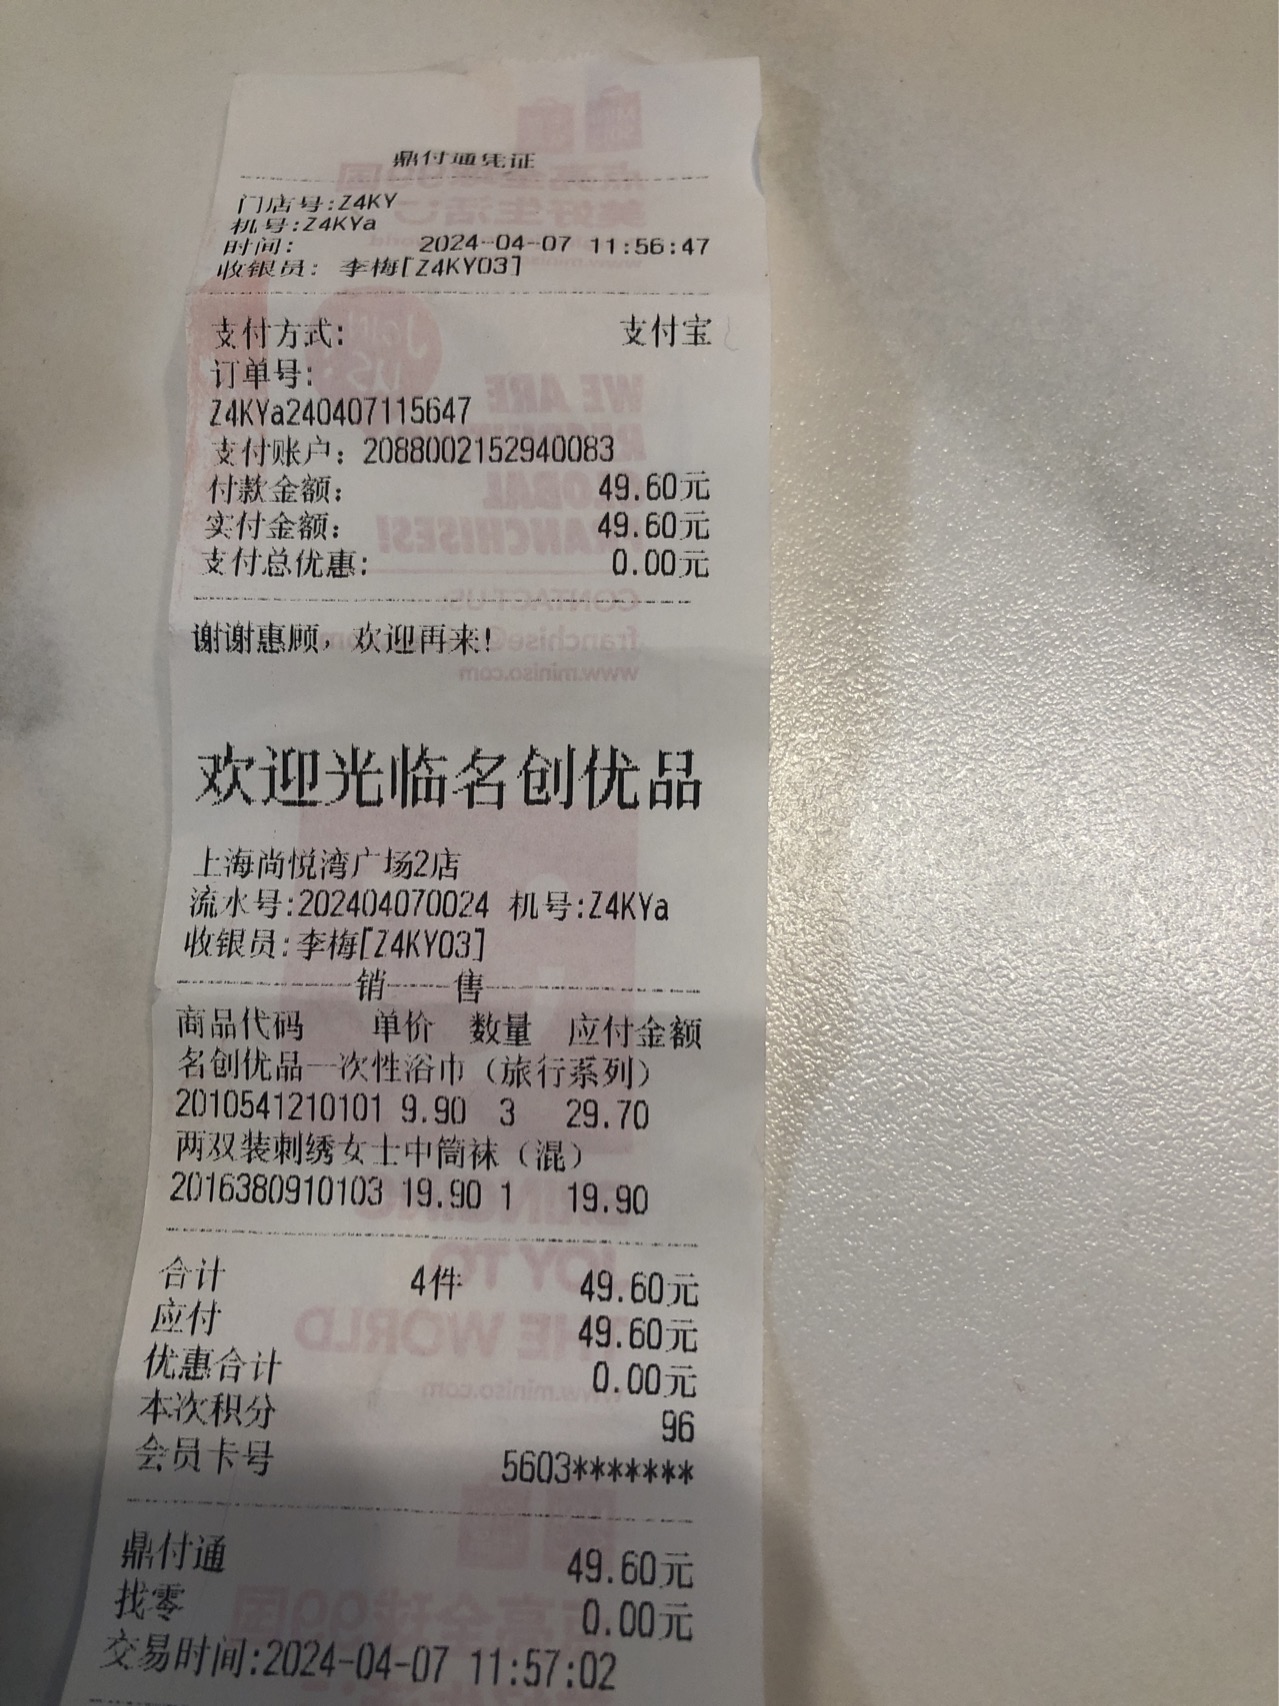 鼎付通凭证
门店号:Z4KY
机号:Z4KYa
时间: 2024-04-07 11:56:47
收银员: 李梅[Z4KY03]
支付方式: 支付宝
订单号:
Z4KYa240407115647
支付账户: 2088002152940083
付款金额: 49.60元
实付金额: 49.60元
支付总优惠: 0.00元
谢谢惠顾, 欢迎再来!
欢迎光临名创优品
上海尚悦湾广场2店
流水号:202404070024 机号:Z4KYa
收银员:李梅[Z4KY03]
销 售
商品代码 单价 数量 应付金额
名创优品一次性浴巾（旅行系列）
2010541210101 9.90 3 29.70
两双装刺绣女士中筒袜（混）
2016380910103 19.90 1 19.90
合计 4件 49.60元
应付 49.60元
优惠合计 0.00元
本次积分 96
会员卡号 5603*******
鼎付通 49.60元
找零 0.00元
交易时间:2024-04-07 11:57:02